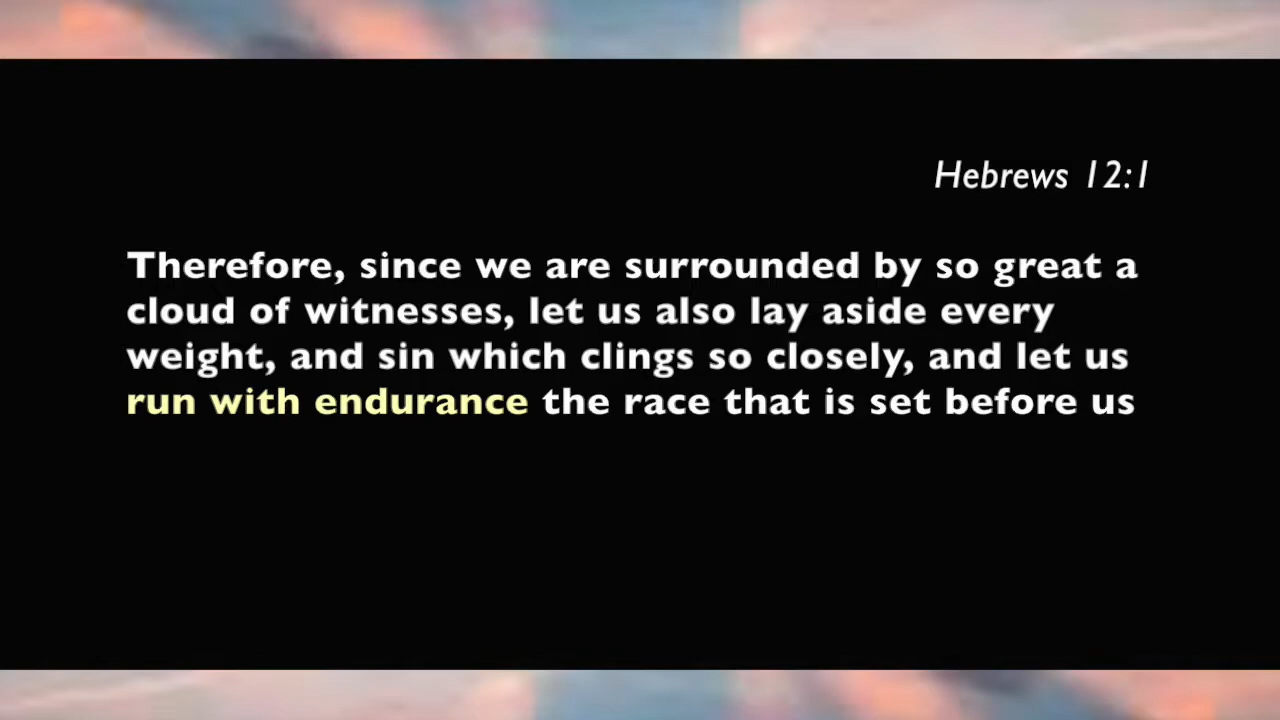 Hebrews 12:1
Therefore, since we are surrounded by so great a
cloud of witnesses, let us also lay aside every
weight, and sin which clings so closely, and let us
run with endurance the race that is set before us